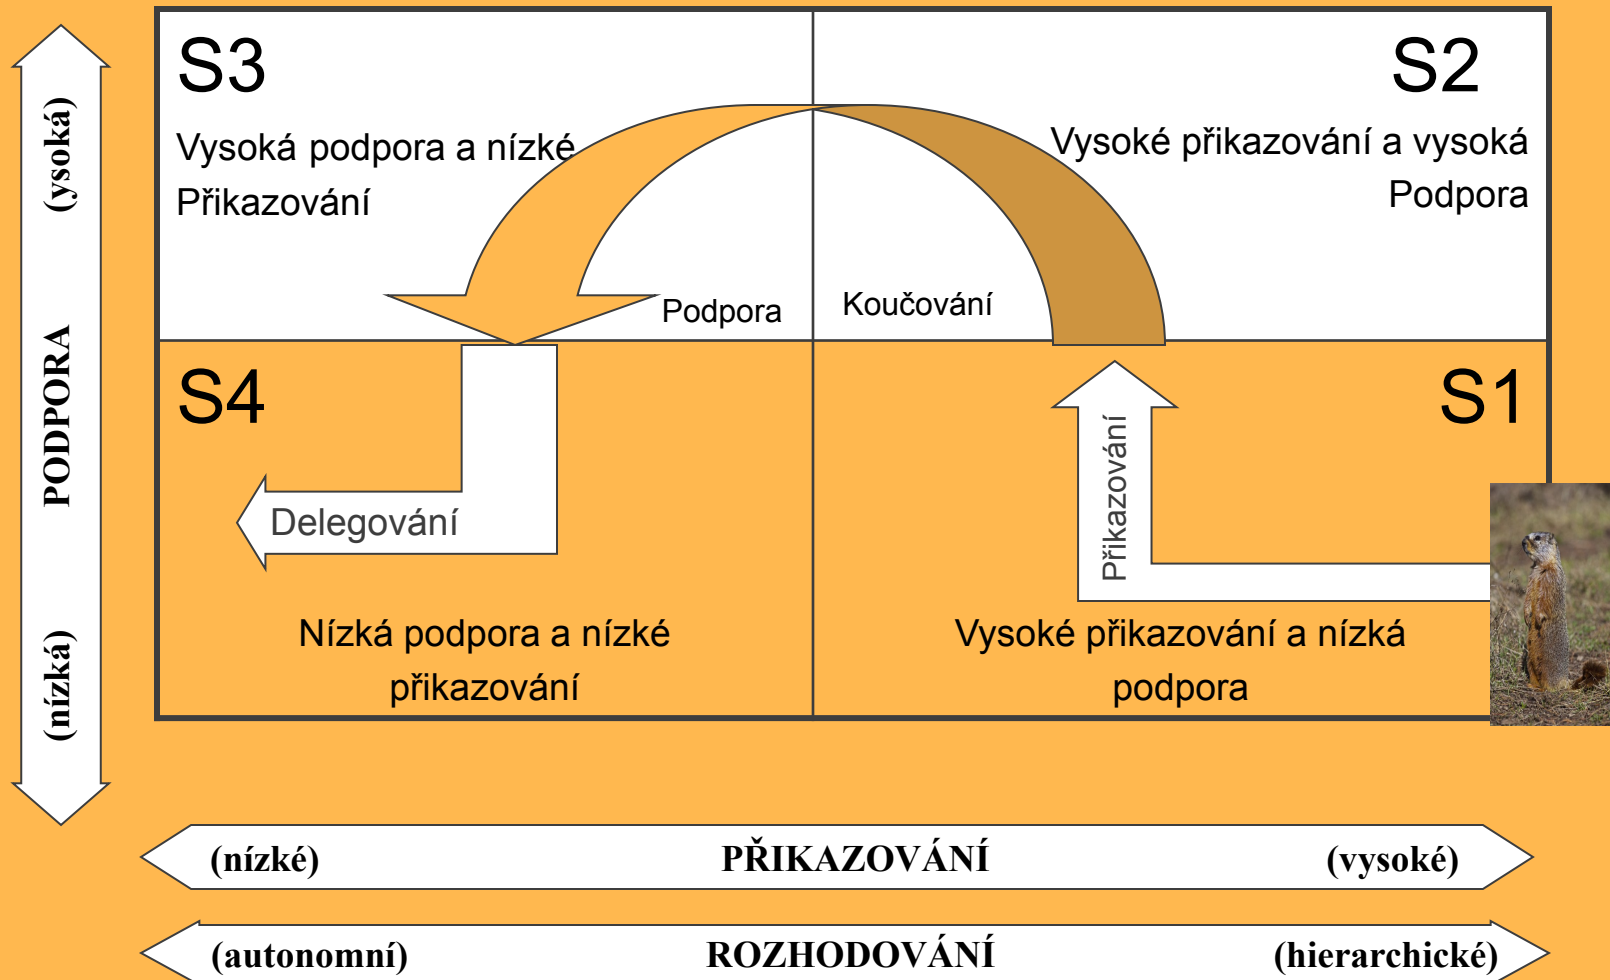 S3
Vysoká podpora a nízké
Přikazování
S2
Vysoké přikazování a vysoká
Podpora
Podpora
Koučování
S4
Delegování
Nízká podpora a nízké
přikazování
S1
Přikazování
Vysoké přikazování a nízká
podpora
(ysoká)
PODPORA
(nízká)
(nízké) PŘIKAZOVÁNÍ (vysoké)
(autonomní) ROZHODOVÁNÍ (hierarchické)